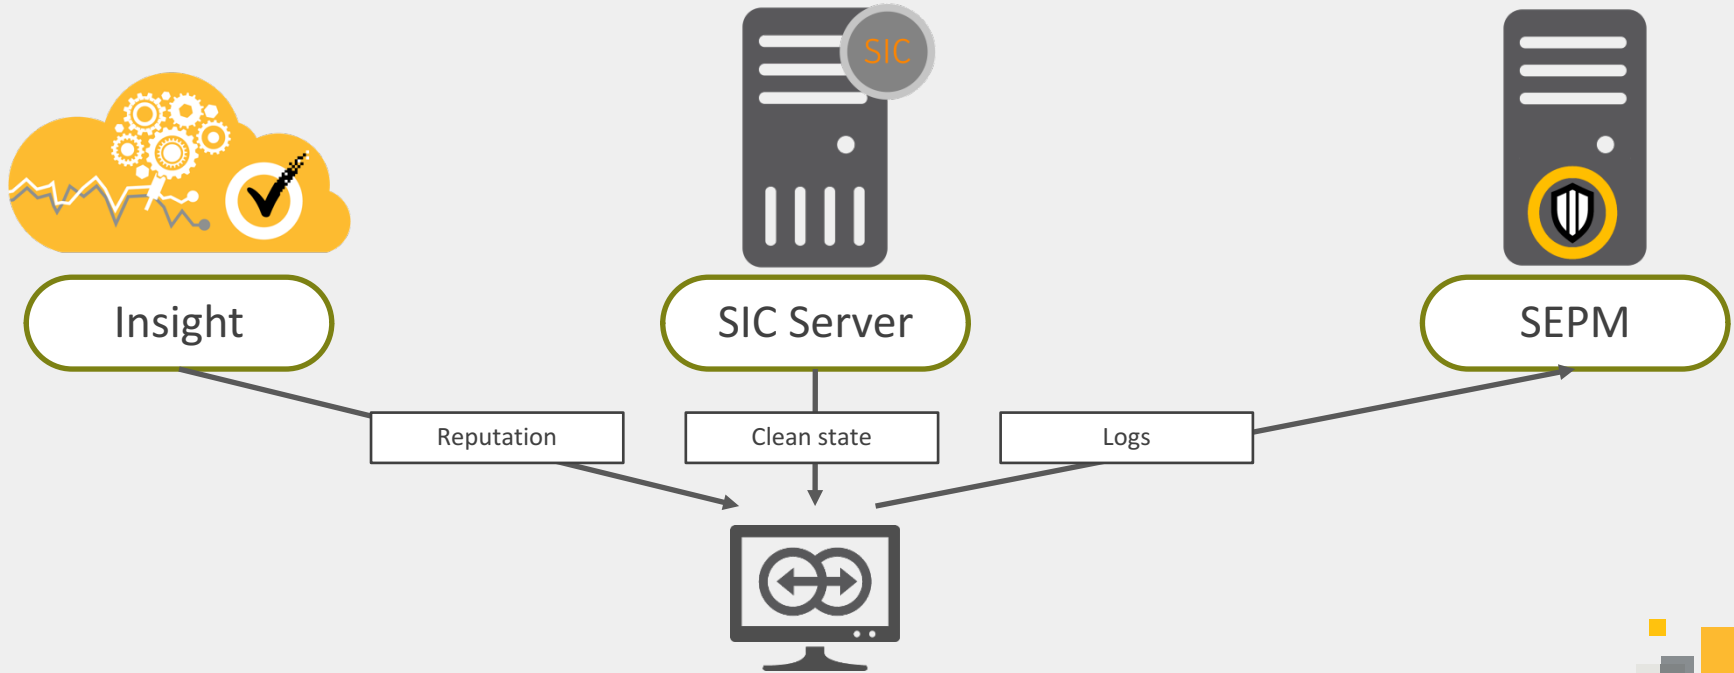 SIC
Insight
SIC Server
SEPM
Reputation
Clean state
Logs